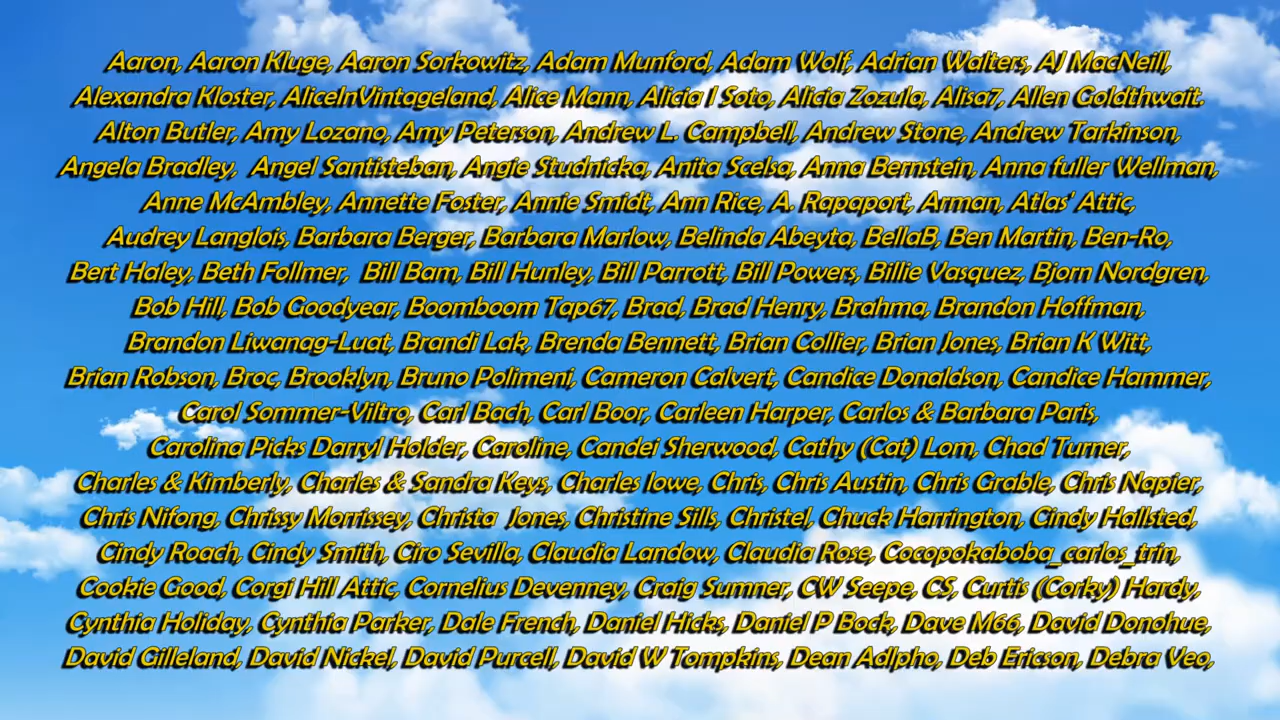 Aaron, Aaron Kluge, Aaron Sorkowitz, Adam Munford, Adam Wolf, Adrian Walters, AJ MacNeill,
Alexandra Kloster, AliceInVintageland, Alice Mann, Alicia I Soto, Alicia Zozula, Alisa7, Allen Goldthwait.
Alton Butler, Amy Lozano, Amy Peterson, Andrew L. Campbell, Andrew Stone, Andrew Tarkinson,
Angela Bradley, Angel Santisteban, Angie Studnicka, Anita Scelsa, Anna Bernstein, Anna fuller Wellman,
Anne McAmbley, Annette Foster, Annie Smidt, Ann Rice, A. Rapaport, Arman, Atlas' Attic,
Audrey Langlois, Barbara Berger, Barbara Marlow, Belinda Abeyta, BellaB, Ben Martin, Ben-Ro,
Bert Haley, Beth Follmer, Bill Bam, Bill Hunley, Bill Parrott, Bill Powers, Billie Vasquez, Bjorn Nordgren,
Bob Hill, Bob Goodyear, Boomboom Tap67, Brad, Brad Henry, Brahma, Brandon Hoffman,
Brandon Liwanag-Luat, Brandi Lak, Brenda Bennett, Brian Collier, Brian Jones, Brian K Witt,
Brian Robson, Broc, Brooklyn, Bruno Polimeni, Cameron Calvert, Candice Donaldson, Candice Hammer,
Carol Sommer-Viltro, Carl Bach, Carl Boor, Carleen Harper, Carlos & Barbara Paris,
Carolina Picks Darryl Holder, Caroline, Candei Sherwood, Cathy (Cat) Lom, Chad Turner,
Charles & Kimberly, Charles & Sandra Keys, Charles lowe, Chris, Chris Austin, Chris Grable, Chris Napier,
Chris Nifong, Chrissy Morrissey, Christa Jones, Christine Sills, Christel, Chuck Harrington, Cindy Hallsted,
Cindy Roach, Cindy Smith, Ciro Sevilla, Claudia Landow, Claudia Rose, Cocopokaboba_carlos_trin,
Cookie Good, Corgi Hill Attic, Cornelius Devenney, Craig Sumner, CW Seepe, CS, Curtis (Corky) Hardy,
Cynthia Holiday, Cynthia Parker, Dale French, Daniel Hicks, Daniel P Bock, Dave M66, David Donohue,
David Gilleland, David Nickel, David Purcell, David W Tompkins, Dean Adlpho, Deb Ericson, Debra Veo,